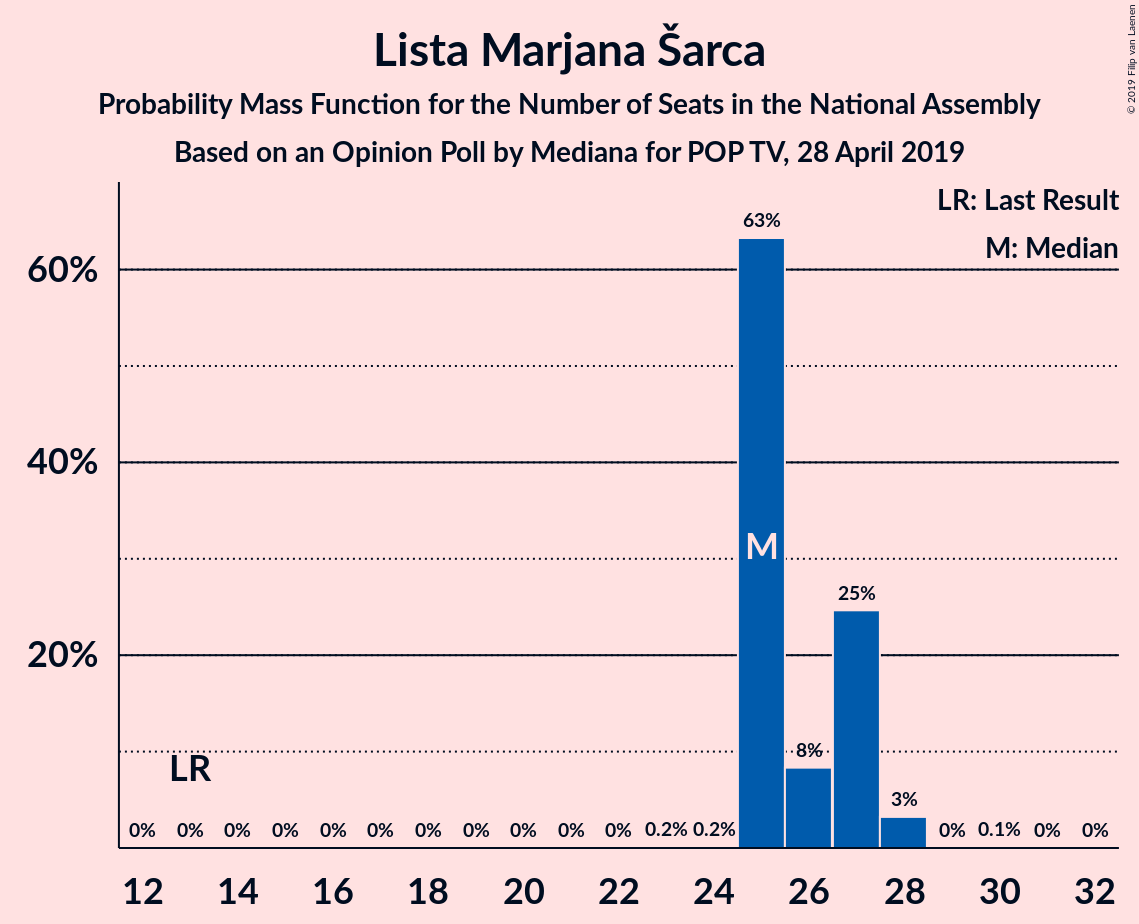 Lista Marjana Šarca
Probability Mass Function for the Number of Seats in the National Assembly
Based on an Opinion Poll by Mediana for POP TV, 28 April 2019
© 2019 Filip van Laenen
LR: Last Result
M: Median
60%
40%
20%
63%
M
25%
8%
3%
LR
0% 0% 0% 0% 0% 0% 0% 0% 0% 0% 0% 0.2% 0.2% 0% 0.1% 0% 0%
12 14 16 18 20 22 24 26 28 30 32